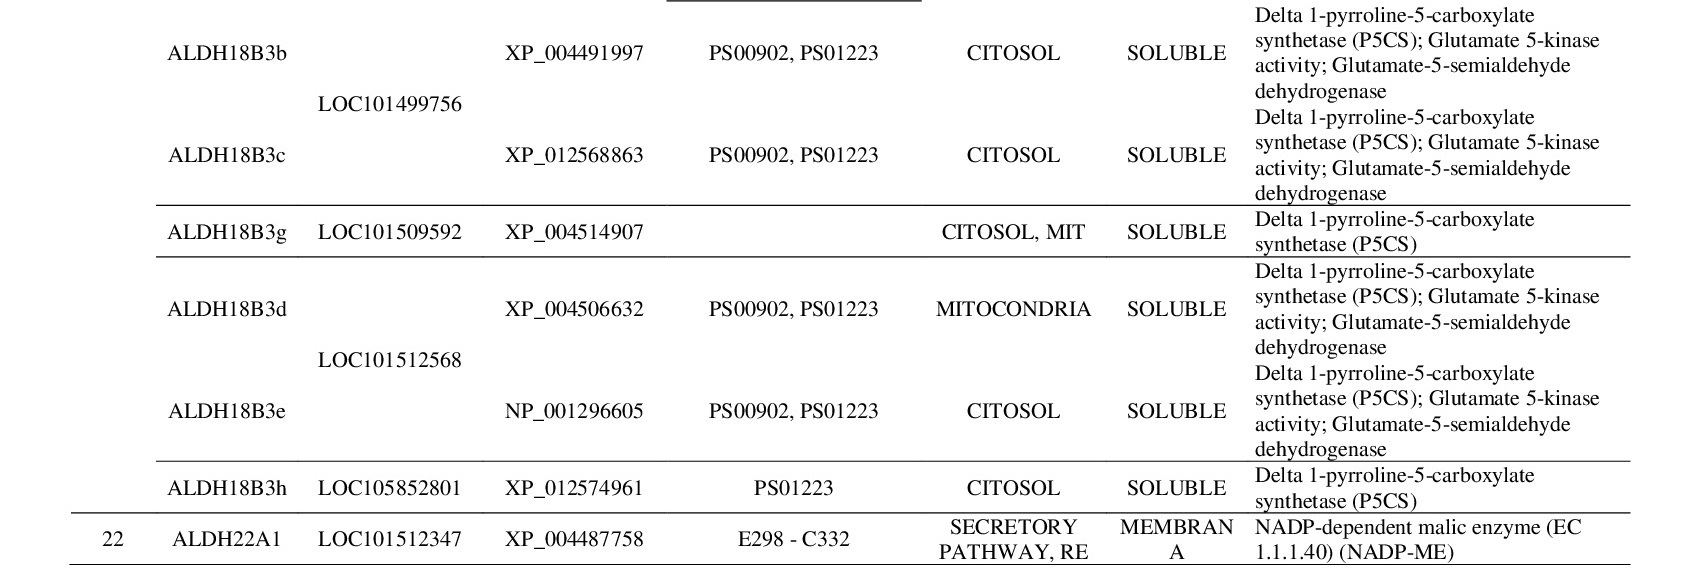 ALDH18B3b XP_004491997 PS00902, PS01223 CITOSOL SOLUBLE Delta 1-pyrroline-5-carboxylate
synthetase (P5CS); Glutamate 5-kinase
activity; Glutamate-5-semialdehyde
dehydrogenase
LOC101499756
ALDH18B3c XP_012568863 PS00902, PS01223 CITOSOL SOLUBLE Delta 1-pyrroline-5-carboxylate
synthetase (P5CS); Glutamate 5-kinase
activity; Glutamate-5-semialdehyde
dehydrogenase
ALDH18B3g LOC101509592 XP_004514907 CITOSOL, MIT SOLUBLE Delta 1-pyrroline-5-carboxylate
synthetase (P5CS)
ALDH18B3d XP_004506632 PS00902, PS01223 MITOCONDRIA SOLUBLE Delta 1-pyrroline-5-carboxylate
synthetase (P5CS); Glutamate 5-kinase
activity; Glutamate-5-semialdehyde
dehydrogenase
LOC101512568
ALDH18B3e NP_001296605 PS00902, PS01223 CITOSOL SOLUBLE Delta 1-pyrroline-5-carboxylate
synthetase (P5CS); Glutamate 5-kinase
activity; Glutamate-5-semialdehyde
dehydrogenase
ALDH18B3h LOC105852801 XP_012574961 PS01223 CITOSOL SOLUBLE Delta 1-pyrroline-5-carboxylate
synthetase (P5CS)
22 ALDH22A1 LOC101512347 XP_004487758 E298 - C332 SECRETORY MEMBRAN NADP-dependent malic enzyme (EC
PATHWAY, RE A 1.1.1.40) (NADP-ME)